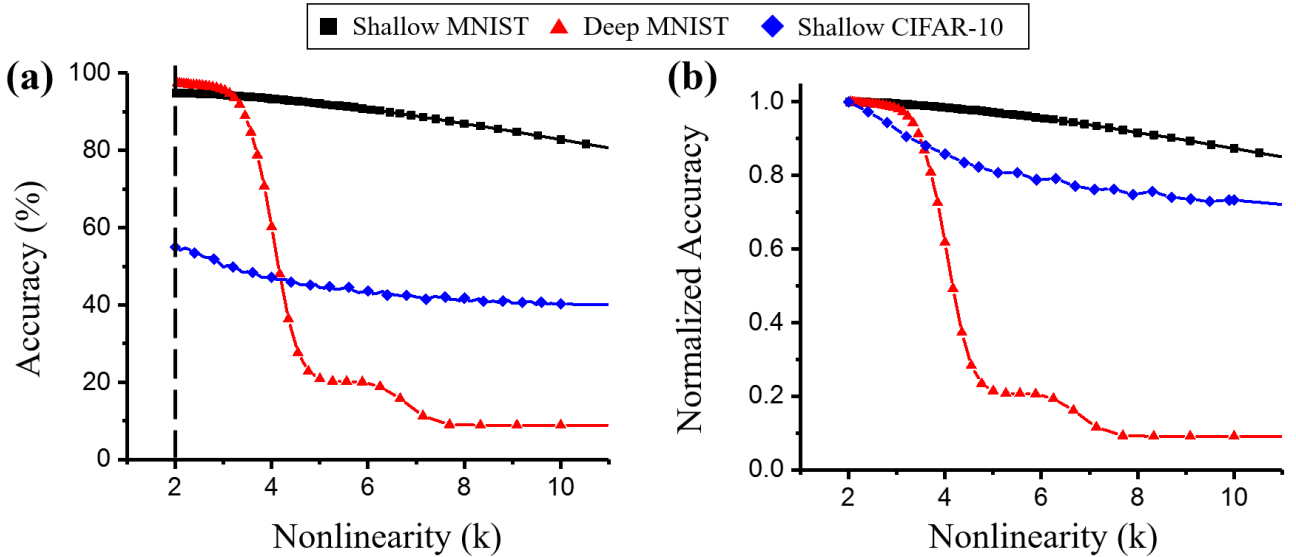 Shallow MNIST Deep MNIST Shallow CIFAR-10
(a)
100
80
60
40
20
0
Accuracy (%)
2 4 6 8 10
Nonlinearity (k)
(b)
1.0
0.8
0.6
0.4
0.2
0.0
Normalized Accuracy
2 4 6 8 10
Nonlinearity (k)